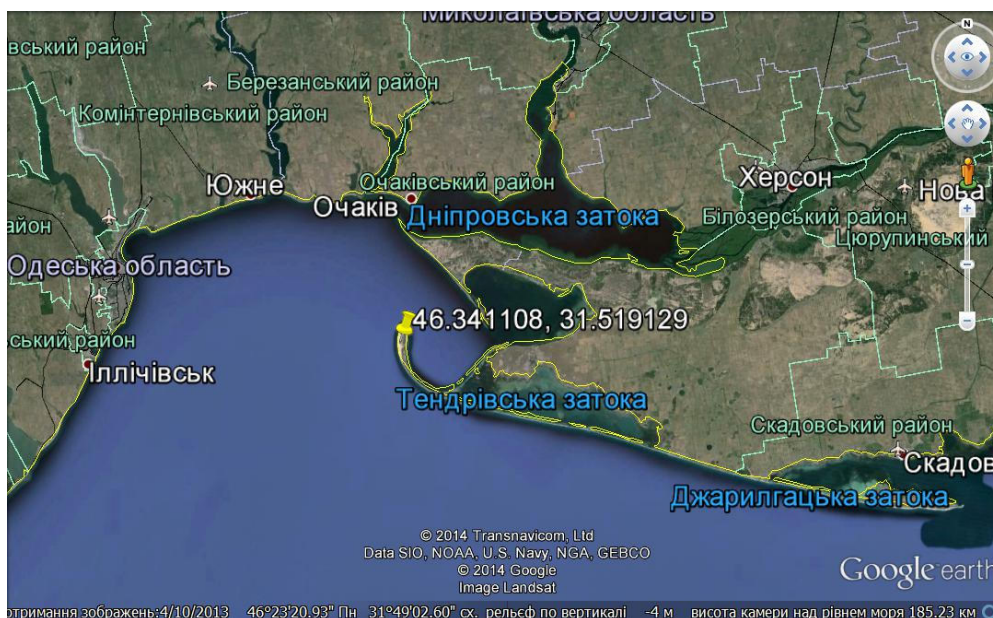 Миколаївська область
вський район
Березанський район
Комінтернівський район
N
Южне
Очаківський район
Очаків
Дніпровська затока
Херсон
Нова
Білозерський район
Цюрупинський
айон
Одеська область
46.341108, 31.519129
ський район
Іллічівськ
Тендрівська затока
Скадовський район
Скадов
Джарилгацька затока
© 2014 Transnavicom, Ltd
Data SIO, NOAA, U.S. Navy, NGA, GEBCO
© 2014 Google
Image Landsat
Google earth
отримання зображень:4/10/2013 46°23'20.93" Пн 31°49'02.60" сх. рельєф по вертикалі -4 м висота камери над рівнем моря 185.23 км